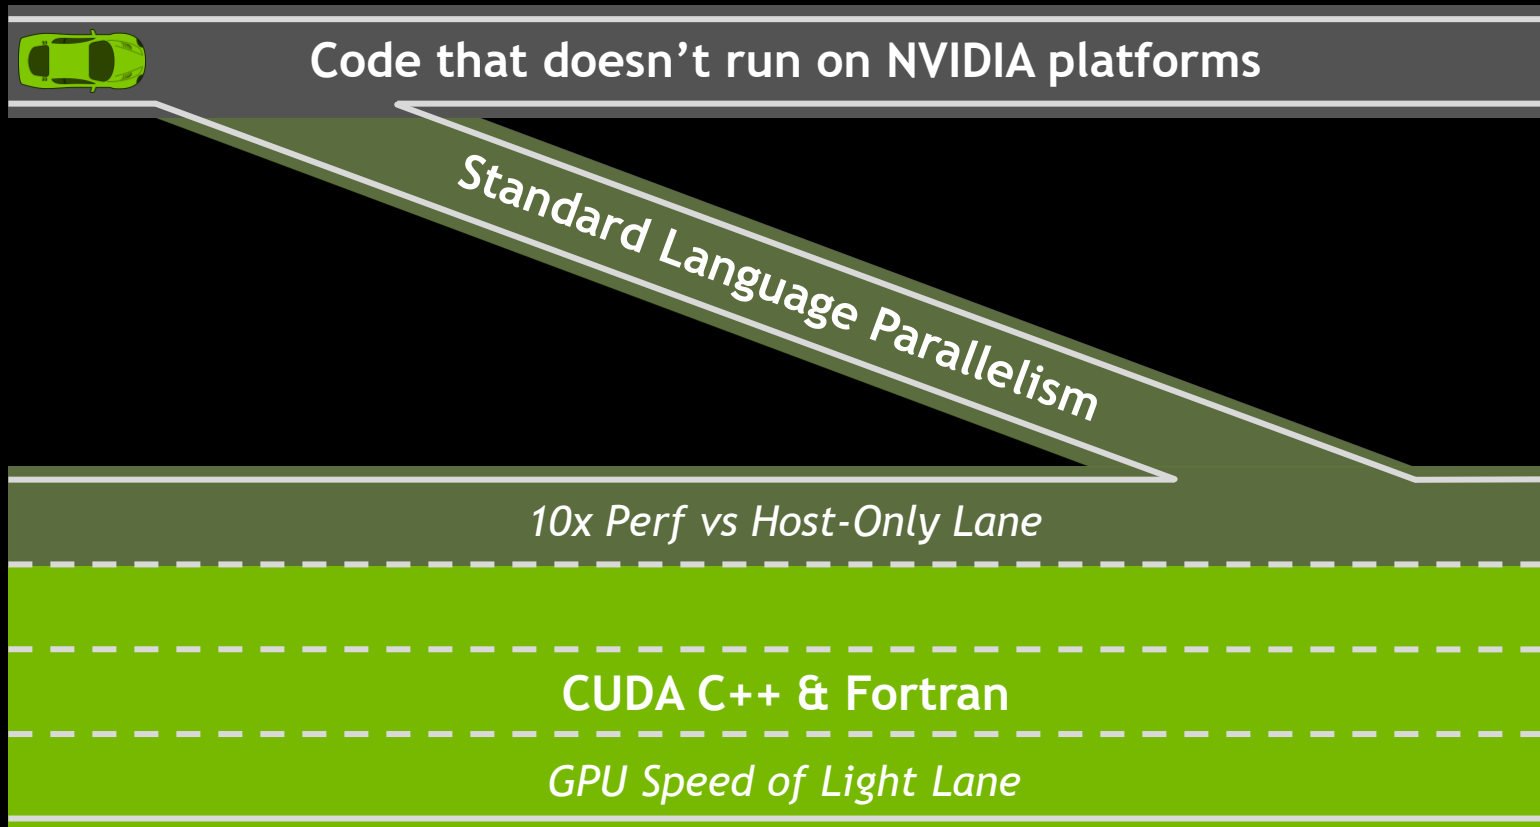 Code that doesn’t run on NVIDIA platforms
Standard Language Parallelism
10x Perf vs Host-Only Lane
CUDA C++ & Fortran
GPU Speed of Light Lane